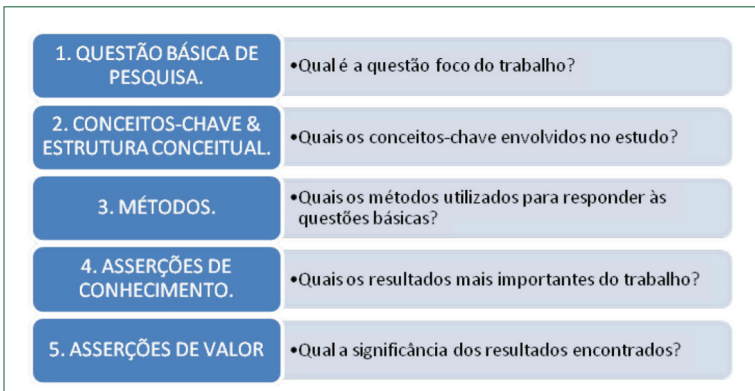 1. QUESTÃO BÁSICA DE
PESQUISA.
•Qual é a questão foco do trabalho?
2. CONCEITOS-CHAVE &
ESTRUTURA CONCEITUAL.
•Quais os conceitos-chave envolvidos no estudo?
3. MÉTODOS.
•Quais os métodos utilizados para responder às
questões básicas?
4. ASSERÇÕES DE
CONHECIMENTO.
•Quais os resultados mais importantes do trabalho?
5. ASSERÇÕES DE VALOR
•Qual a significância dos resultados encontrados?